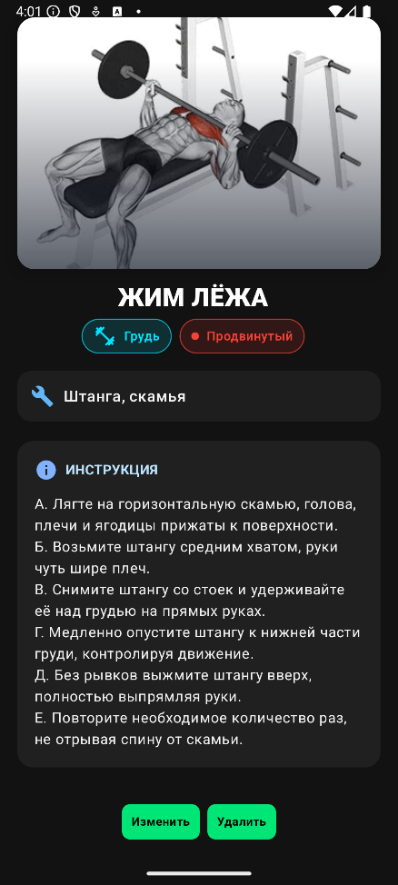 4:01
ЖИМ ЛЁЖА
Грудь
Продвинутый
Штанга, скамья
ИНСТРУКЦИЯ
А. Лягте на горизонтальную скамью, голова,
плечи и ягодицы прижаты к поверхности.
Б. Возьмите штангу средним хватом, руки
чуть шире плеч.
В. Снимите штангу со стоек и удерживайте
её над грудью на прямых руках.
Г. Медленно опустите штангу к нижней части
груди, контролируя движение.
Д. Без рывков выжмите штангу вверх,
полностью выпрямляя руки.
Е. Повторите необходимое количество раз,
не отрывая спину от скамьи.
Изменить
Удалить